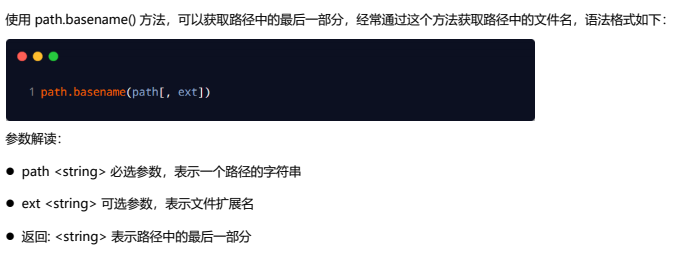 使用 path.basename() 方法，可以获取路径中的最后一部分，经常通过这个方法获取路径中的文件名，语法格式如下：
1 path.basename(path[, ext])
参数解读：
● path <string> 必选参数，表示一个路径的字符串
● ext <string> 可选参数，表示文件扩展名
● 返回: <string> 表示路径中的最后一部分